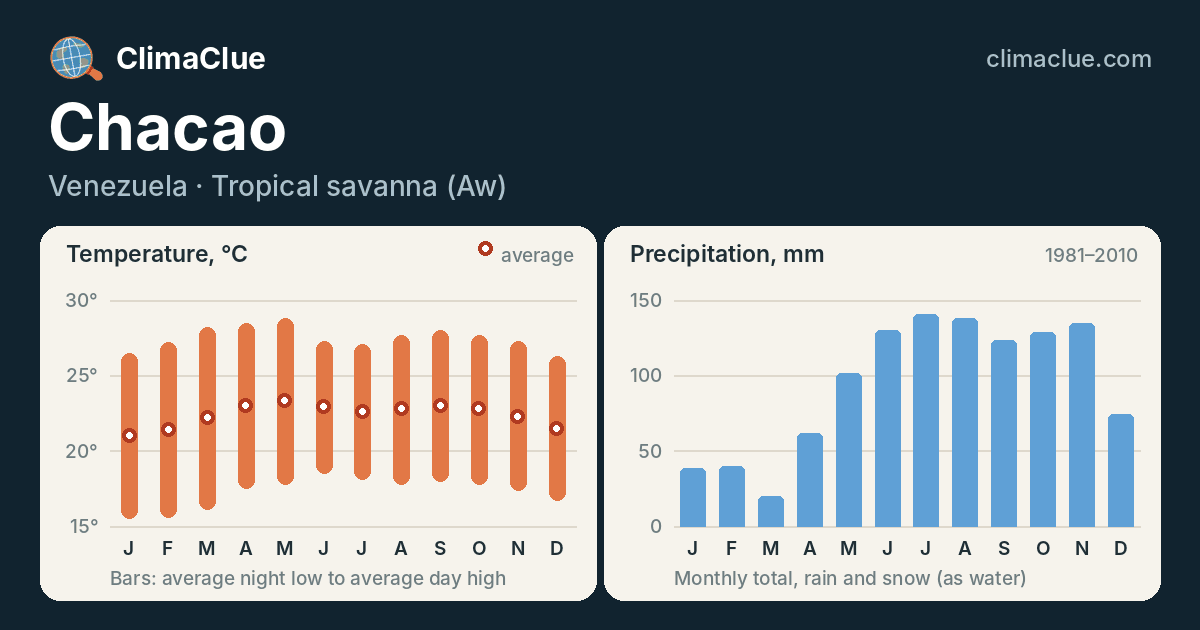 ClimaClue
climaclue.com
Chacao
Venezuela · Tropical savanna (Aw)
Temperature, °C
average
30°
25°
20°
15°
J F M A M J J A S O N D
Bars: average night low to average day high
Precipitation, mm
1981–2010
150
100
50
0
J F M A M J J A S O N D
Monthly total, rain and snow (as water)